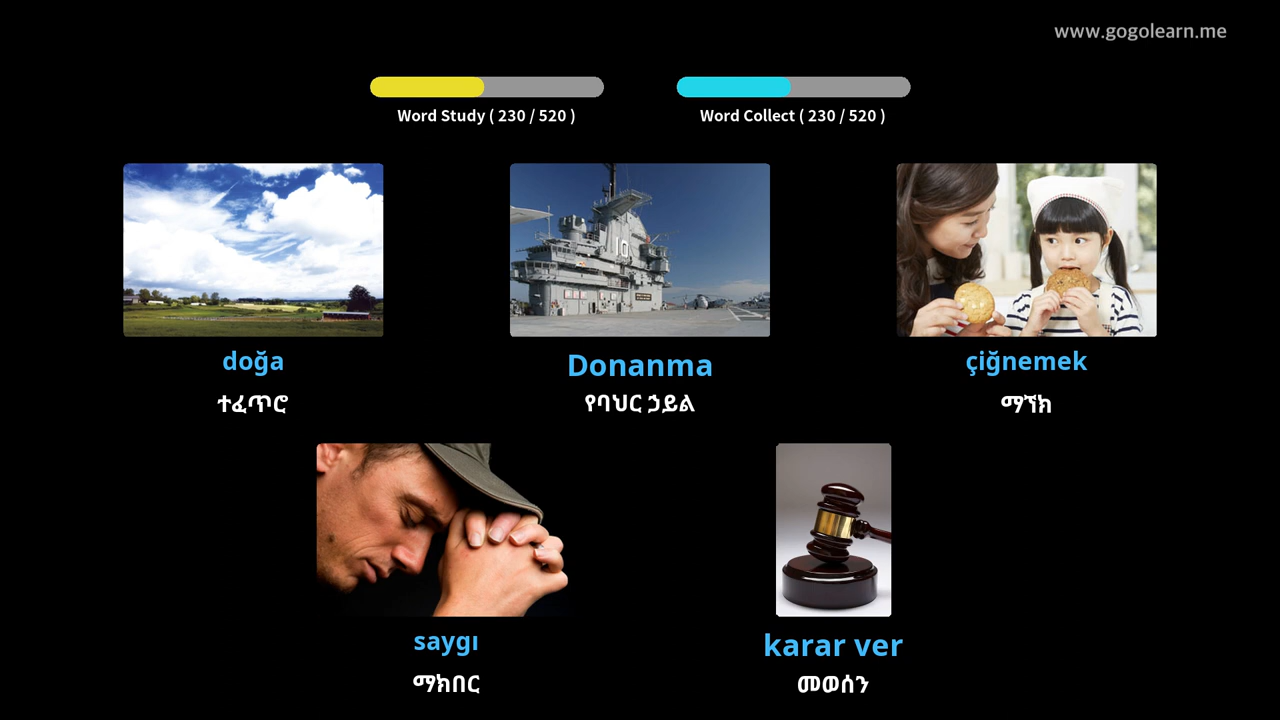 www.gogolearn.me
Word Study ( 230 / 520 )
Word Collect ( 230 / 520 )
doğa
Donanma
çiğnemek
ተፈጥሮ
የባህር ኃይል
ማኘክ
saygı
karar ver
ማክበር
መወሰን